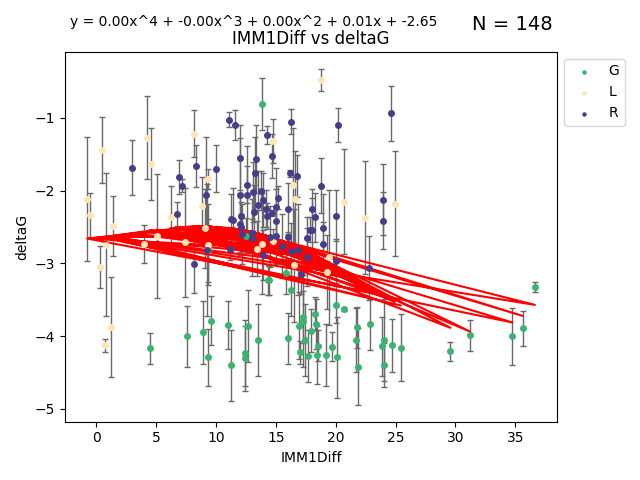 y = 0.00x^4 + -0.00x^3 + 0.00x^2 + 0.01x + -2.65
N = 148
IMM1Diff vs deltaG
G
L
R
deltaG
−1
−2
−3
−4
−5
0 5 10 15 20 25 30 35
IMM1Diff